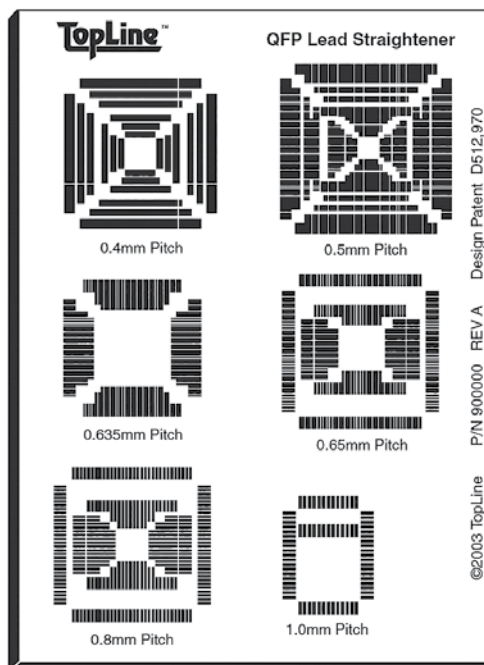 TopLine™
QFP Lead Straightener
0.4mm Pitch
0.5mm Pitch
0.635mm Pitch
0.65mm Pitch
0.8mm Pitch
1.0mm Pitch
©2003 TopLine P/N 900000 REV A Design Patent D512,970